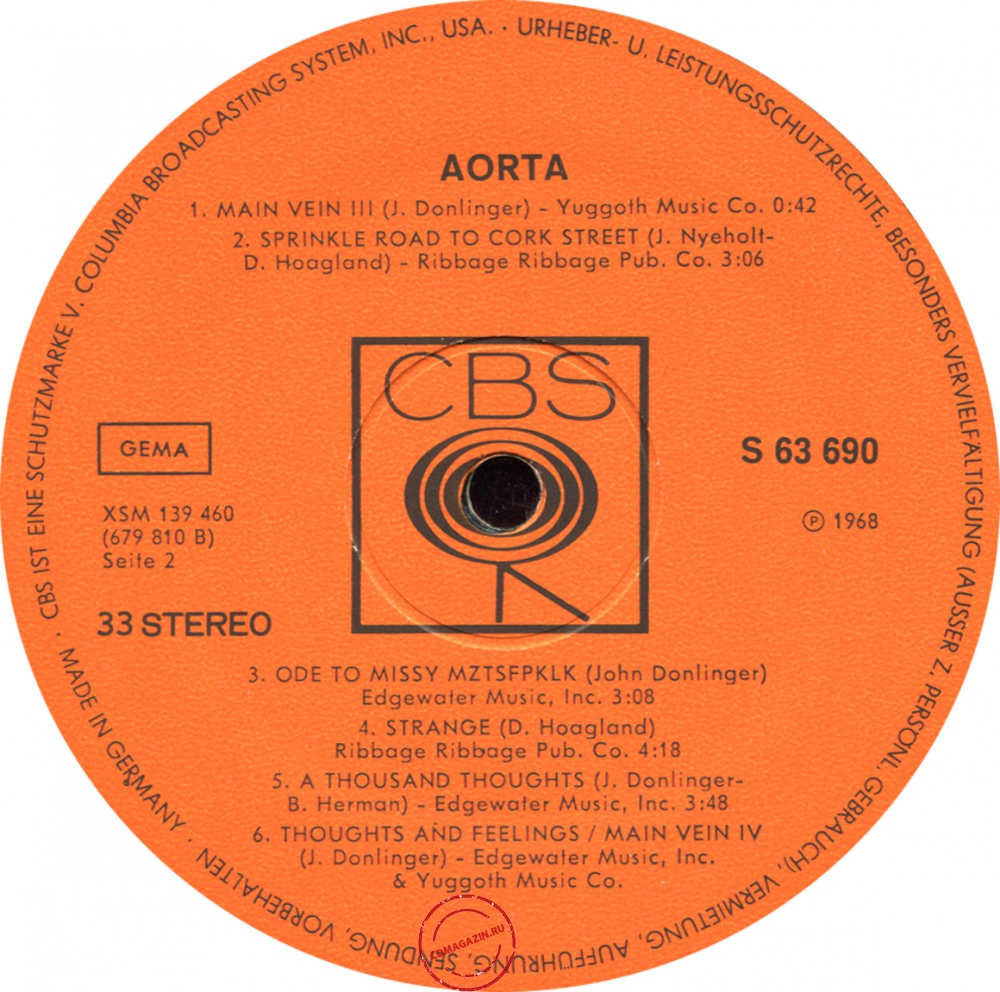 · CBS IST EINE SCHUTZMARKE V. COLUMBIA BROADCASTING SYSTEM, INC., USA. · URHEBER- U. LEISTUNGSSCHUTZRECHTE, BESONDERS VERVIELFÄLTIGUNG (AUSSER Z. PERSÖNL. GEBRAUCH), VERMIETUNG, AUFFÜHRUNG, SENDUNG, VORBEHALTEN · MADE IN GERMANY
AORTA
1. MAIN VEIN III (J. Donlinger) - Yuggoth Music Co. 0:42
2. SPRINKLE ROAD TO CORK STREET (J. Nyeholt-
D. Hoagland) - Ribbage Ribbage Pub. Co. 3:06
CBS
GEMA
S 63 690
XSM 139 460
(679 810 B)
Seite 2
℗ 1968
33 STEREO
3. ODE TO MISSY MZTSFPKLK (John Donlinger)
Edgewater Music, Inc. 3:08
4. STRANGE (D. Hoagland)
Ribbage Ribbage Pub. Co. 4:18
5. A THOUSAND THOUGHTS (J. Donlinger-
B. Herman) - Edgewater Music, Inc. 3:48
6. THOUGHTS AND FEELINGS / MAIN VEIN IV
(J. Donlinger) - Edgewater Music, Inc.
& Yuggoth Music Co.
CDMAGAZIN.RU